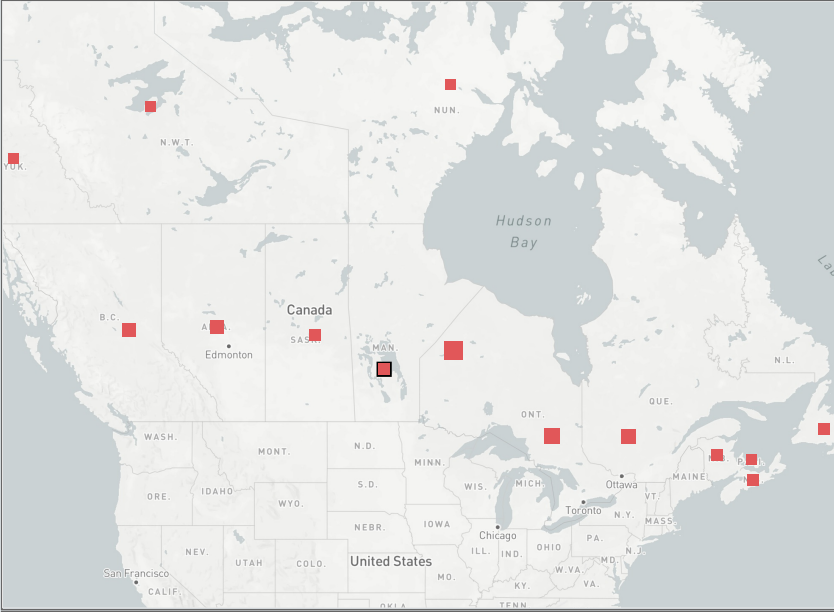 NUN.
N.W.T.
YUK.
Hudson
Bay
Canada
B.C.
Edmonton
MAN.
N.L.
QUE.
ONT.
WASH.
MONT.
N.D.
MINN.
S.D.
WIS.
MICH.
Ottawa
MAINE
ORE.
IDAHO
WYO.
VT.
Toronto
N.Y.
MASS.
NEBR.
IOWA
Chicago
PA.
NEV.
UTAH
COLO.
United States
ILL.
IND.
OHIO
N.J.
MD.
W.VA.
VA.
San Francisco
CALIF.
MO.
KY.
OKLA.
TENN.